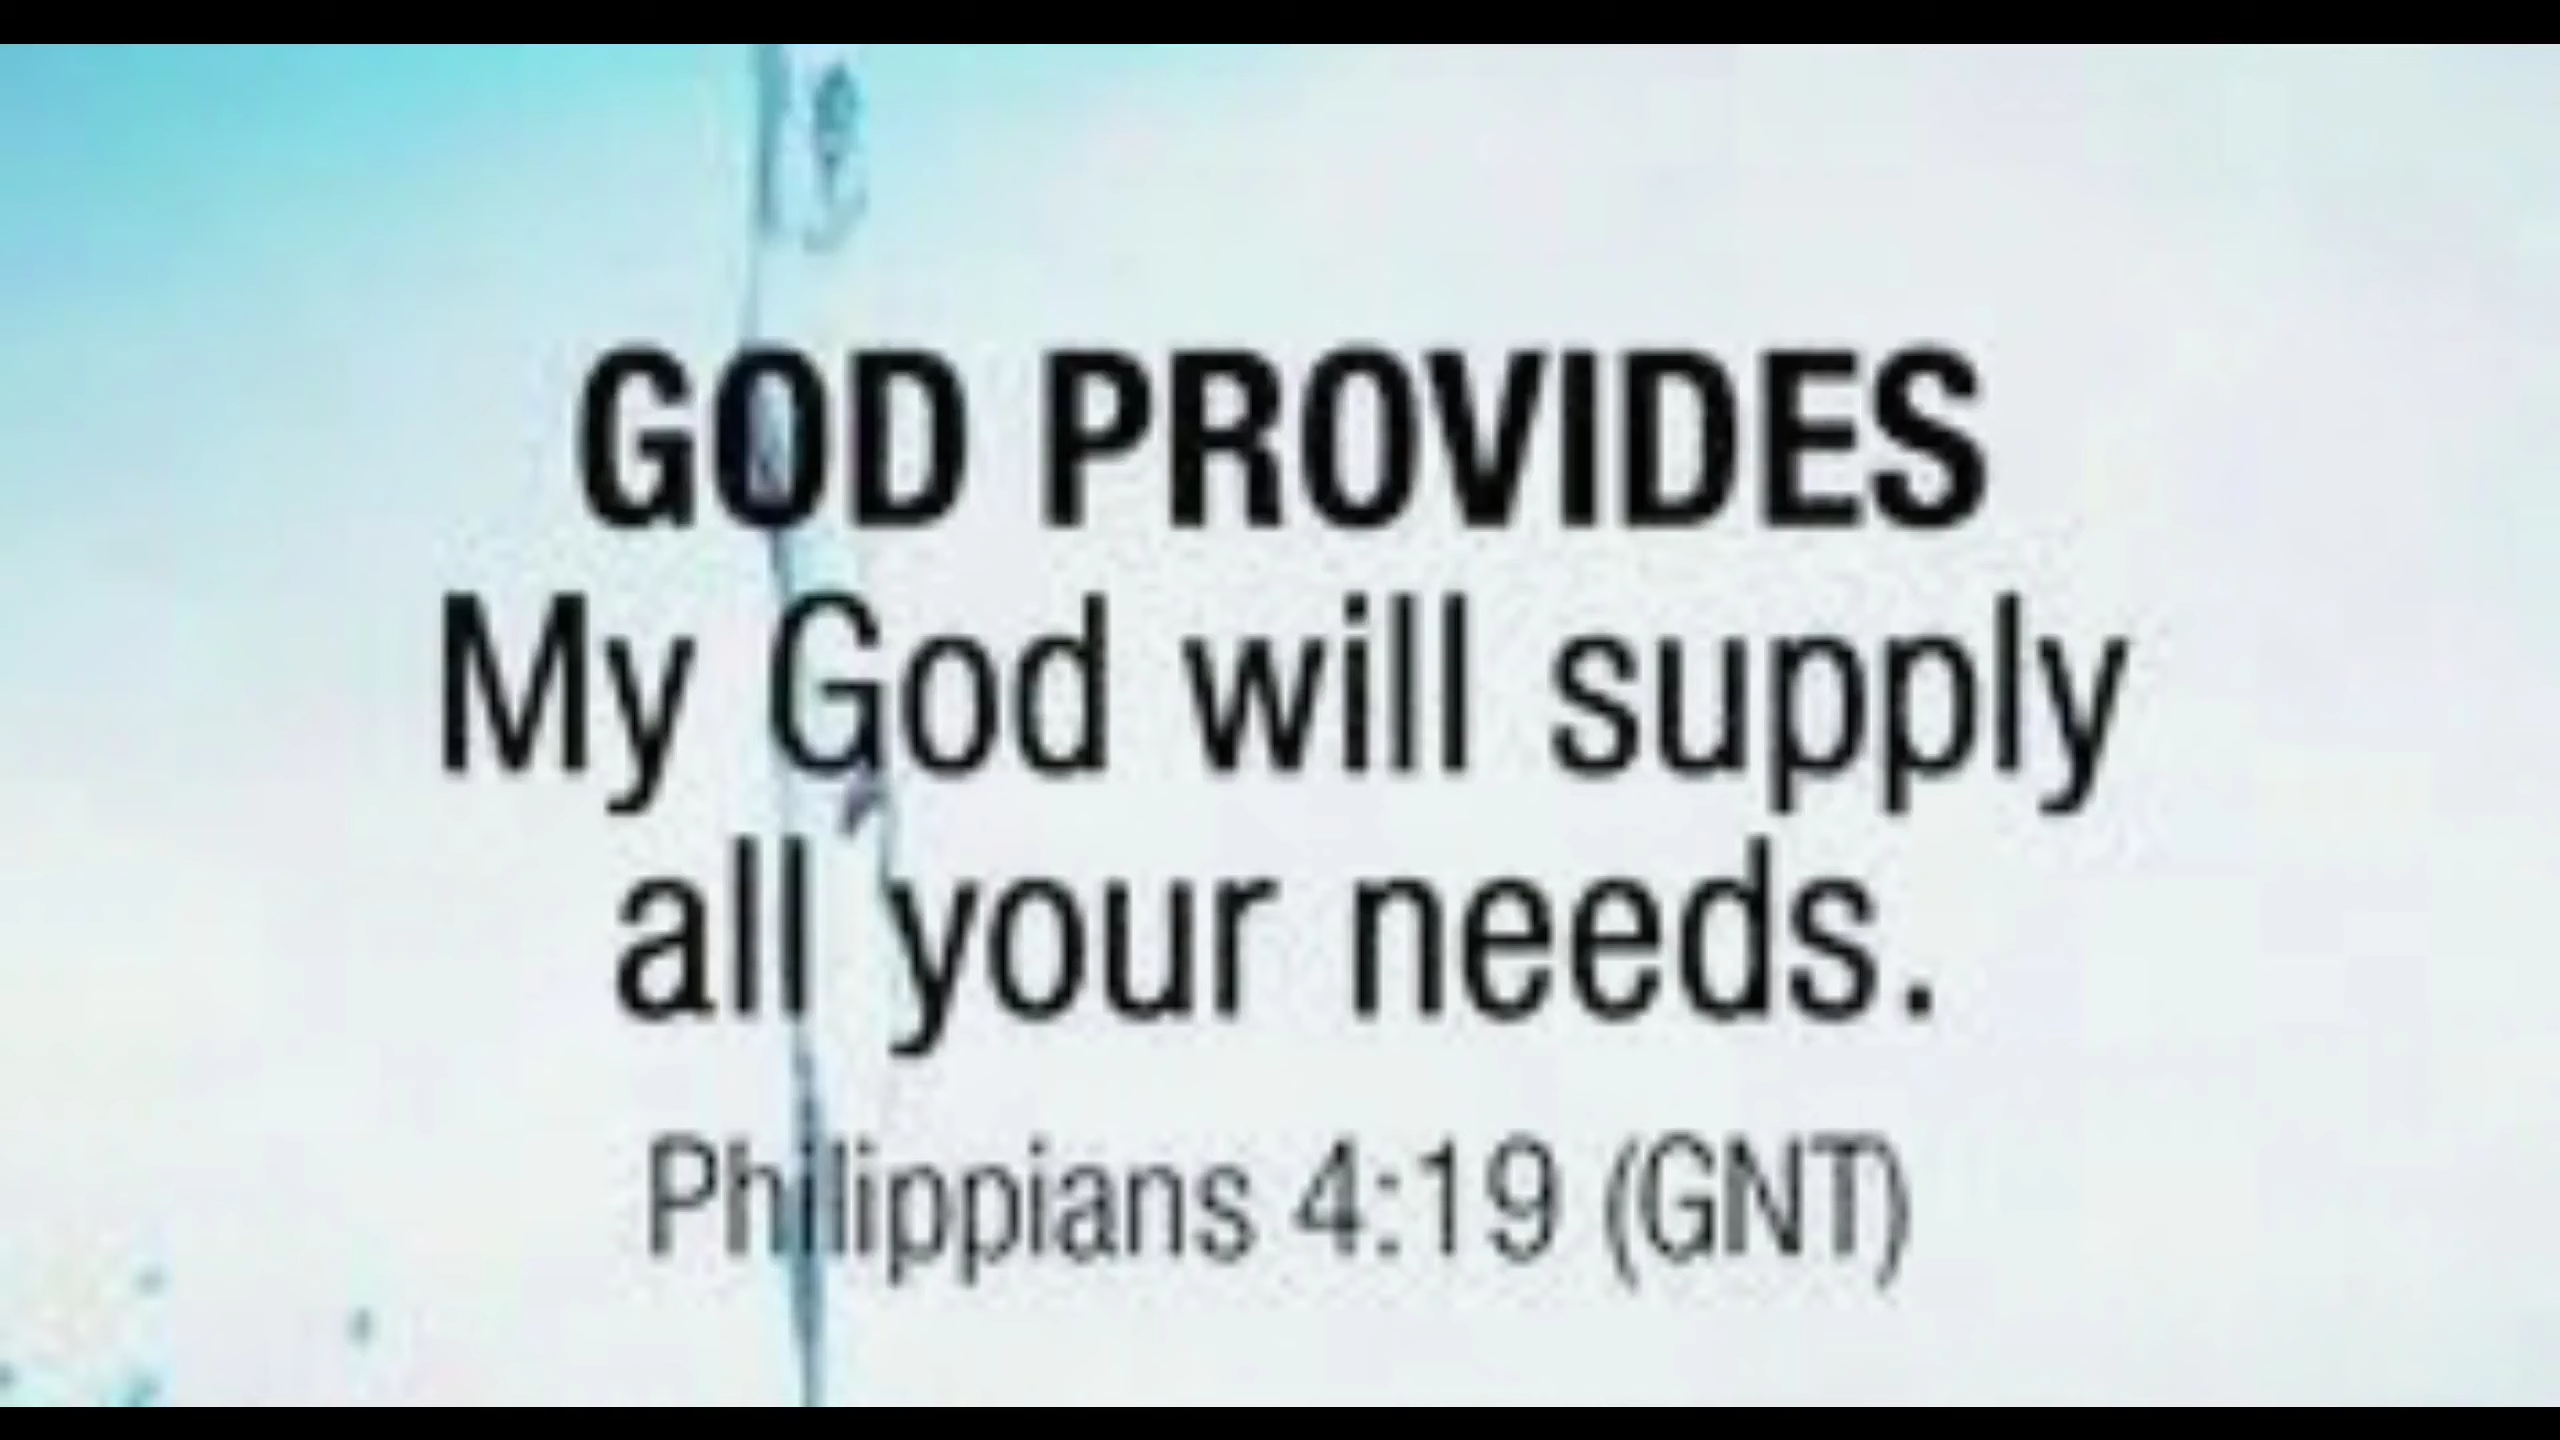 GOD PROVIDES
My God will supply
all your needs.
Philippians 4:19 (GNT)